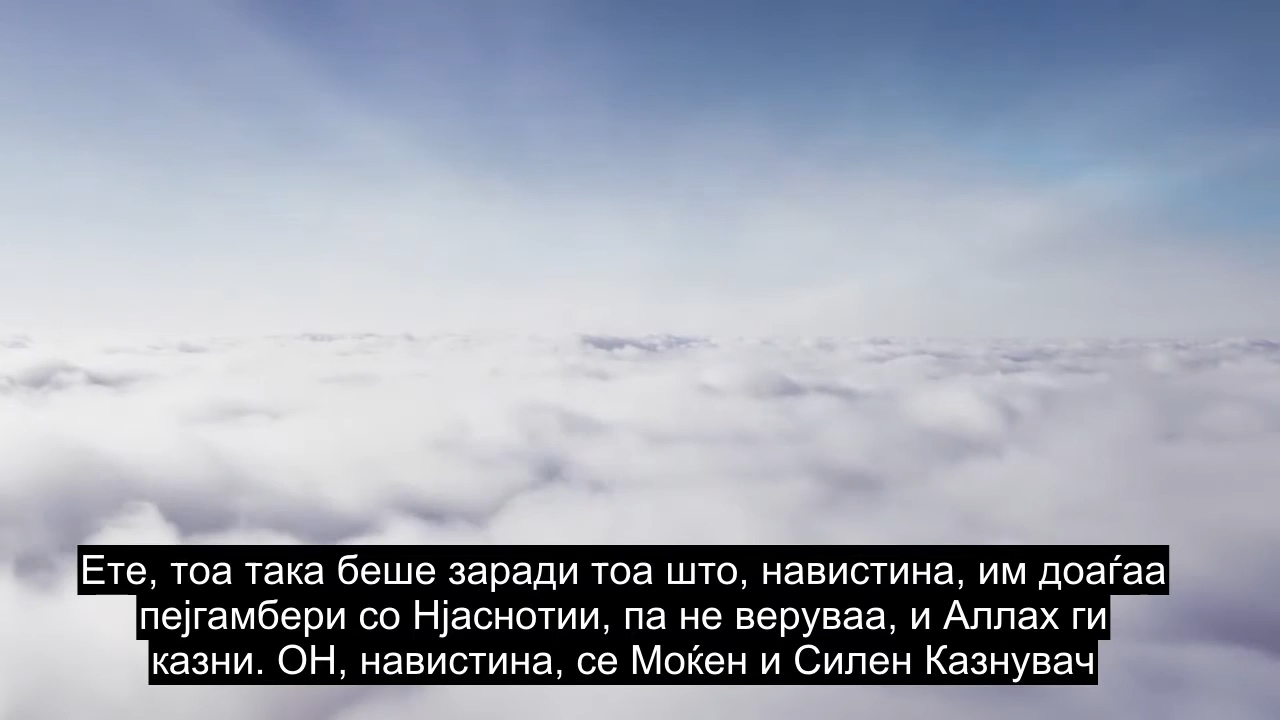 Ете, тоа така беше заради тоа што, навистина, им доаѓаа
пејгамбери со Нјаснотии, па не веруваа, и Аллах ги
казни. ОН, навистина, се Моќен и Силен Казнувач